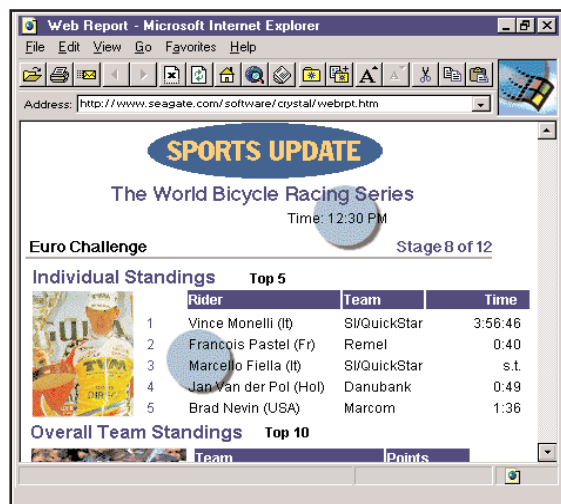 Web Report - Microsoft Internet Explorer
File Edit View Go Favorites Help
Address: http://www.seagate.com/software/crystal/webrpt.htm
SPORTS UPDATE
The World Bicycle Racing Series
Time: 12:30 PM
Euro Challenge Stage 8 of 12
Individual Standings Top 5
Rider Team Time
1 Vince Monelli (It) SI/QuickStar 3:56:46
2 Francois Pastel (Fr) Remel 0:40
3 Marcello Fiella (It) SI/QuickStar s.t.
4 Jan Van der Pol (Hol) Danubank 0:49
5 Brad Nevin (USA) Marcom 1:36
TVM
Overall Team Standings Top 10
Team Points